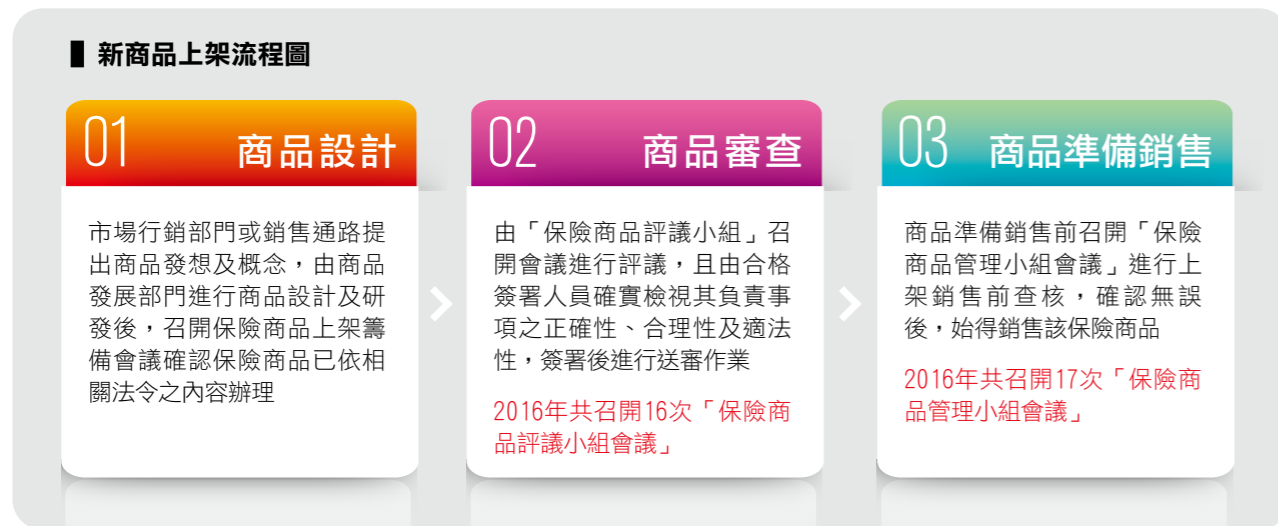 新商品上架流程圖
01 商品設計
市場行銷部門或銷售通路提
出商品發想及概念，由商品
發展部門進行商品設計及研
發後，召開保險商品上架籌
備會議確認保險商品已依相
關法令之內容辦理
02 商品審查
由「保險商品評議小組」召
開會議進行評議，且由合格
簽署人員確實檢視其負責事
項之正確性、合理性及適法
性，簽署後進行送審作業
2016年共召開16次「保險商
品評議小組會議」
03 商品準備銷售
商品準備銷售前召開「保險
商品管理小組會議」進行上
架銷售前查核，確認無誤
後，始得銷售該保險商品
2016年共召開17次「保險商
品管理小組會議」